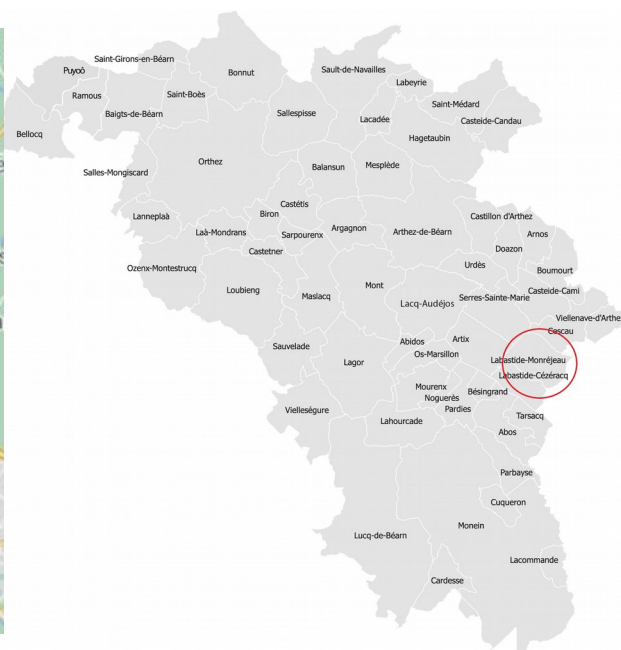 Saint-Girons-en-Béarn
Puyoô
Bonnut
Sault-de-Navailles
Labeyrie
Ramous
Saint-Boès
Saint-Médard
Baigts-de-Béarn
Sallespisse
Lacadée
Casteide-Candau
Bellocq
Hagetaubin
Orthez
Balansun
Mesplède
Salles-Mongiscard
Castétis
Lanneplaà
Biron
Castillon d'Arthez
Laà-Mondrans
Sarpourenx
Argagnon
Arthez-de-Béarn
Arnos
Castetner
Doazon
Ozenx-Montestrucq
Urdès
Boumourt
Loubieng
Maslacq
Mont
Lacq-Audéjos
Serres-Sainte-Marie
Casteide-Cami
Viellenave-d'Arthez
Cescau
Sauvelade
Abidos
Artix
Lagor
Os-Marsillon
Labastide-Monréjeau
Labastide-Cézéracq
Mourenx
Bésingrand
Noguerès
Vielleségure
Pardies
Lahourcade
Tarsacq
Abos
Parbayse
Cuqueron
Lucq-de-Béarn
Monein
Lacommande
Cardesse